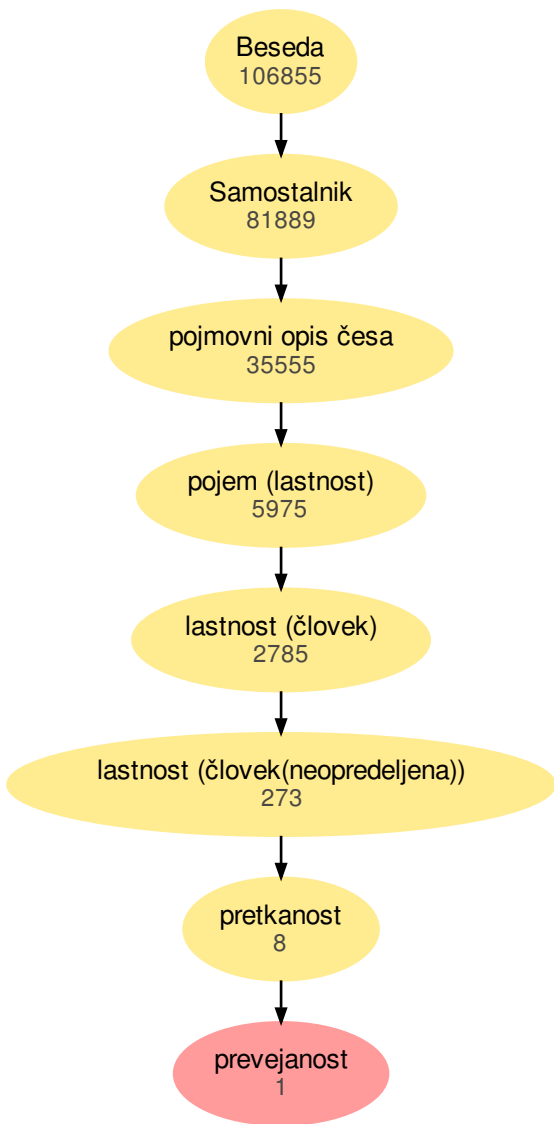 Beseda
106855
Samostalnik
81889
pojmovni opis česa
35555
pojem (lastnost)
5975
lastnost (človek)
2785
lastnost (človek(neopredeljena))
273
pretkanost
8
prevejanost
1